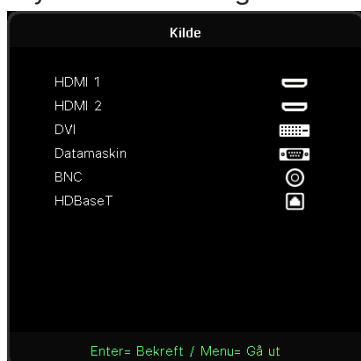 Kilde
HDMI 1
HDMI 2
DVI
Datamaskin
BNC
HDBaseT
Enter= Bekreft / Menu= Gå ut